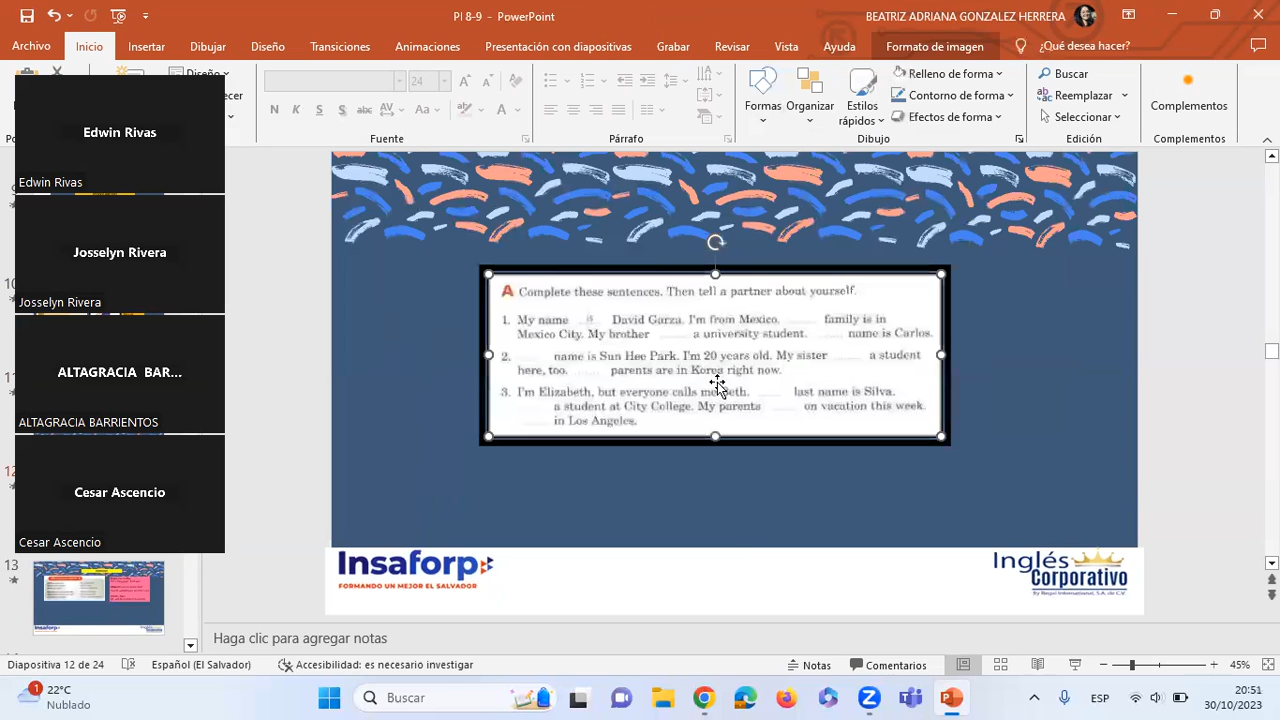 PI 8-9 - PowerPoint
BEATRIZ ADRIANA GONZALEZ HERRERA
Archivo Inicio Insertar Dibujar Diseño Transiciones Animaciones Presentación con diapositivas Grabar Revisar Vista Ayuda Formato de imagen ¿Qué desea hacer?
Diseño
24
Formas
Organizar
Estilos
rápidos
Relleno de forma
Contorno de forma
Efectos de forma
Buscar
Reemplazar
Seleccionar
Complementos
Fuente Párrafo Dibujo Edición Complementos
Edwin Rivas
Edwin Rivas
Josselyn Rivera
Josselyn Rivera
ALTAGRACIA BAR...
ALTAGRACIA BARRIENTOS
Cesar Ascencio
Cesar Ascencio
12
13
A Complete these sentences. Then tell a partner about yourself.
1. My name is David Garza. I'm from Mexico. family is in
Mexico City. My brother a university student. name is Carlos.
2. name is Sun Hee Park. I'm 20 years old. My sister a student
here, too. parents are in Korea right now.
3. I'm Elizabeth, but everyone calls me last name is Silva.
a student at City College. My parents on vacation this week.
in Los Angeles.
Insaforp
FORMANDO UN MEJOR EL SALVADOR
Inglés
Corporativo
Haga clic para agregar notas
Diapositiva 12 de 24 Español (El Salvador) Accesibilidad: es necesario investigar Notas Comentarios 45%
1
22°C
Nublado
Buscar
ESP
20:51
30/10/2023